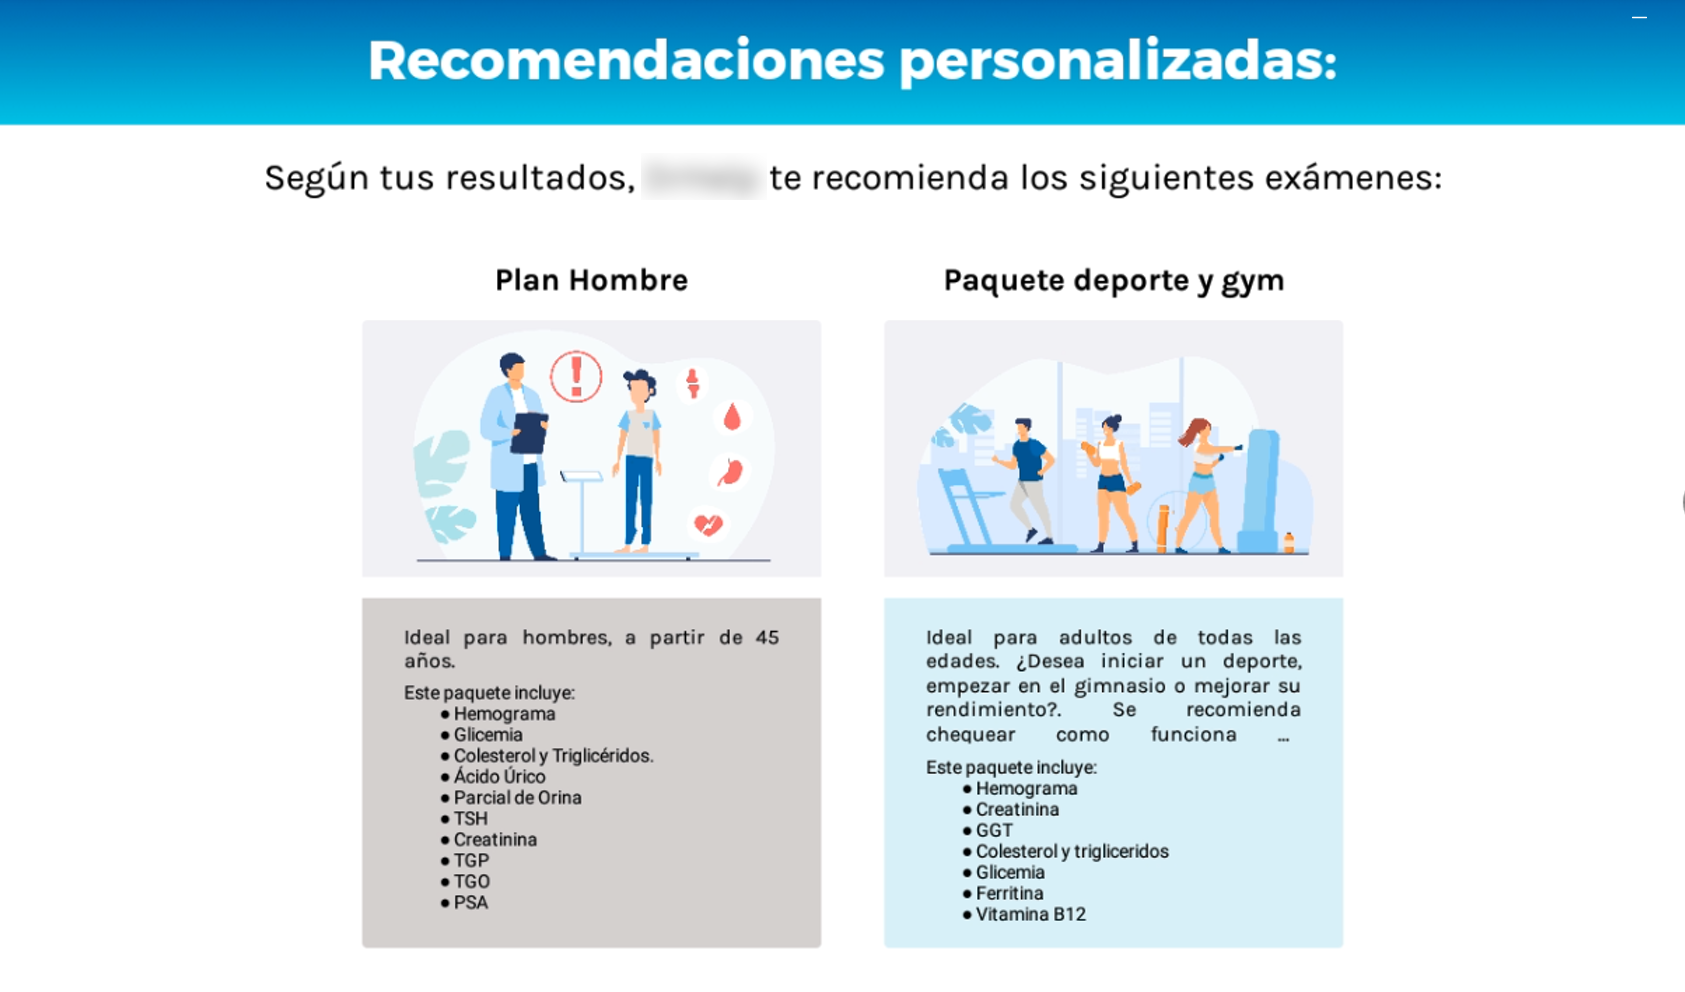 Recomendaciones personalizadas:
Según tus resultados, te recomienda los siguientes exámenes:
Plan Hombre
Ideal para hombres, a partir de 45
años.
Este paquete incluye:
● Hemograma
● Glicemia
● Colesterol y Triglicéridos.
● Ácido Úrico
● Parcial de Orina
● TSH
● Creatinina
● TGP
● TGO
● PSA
Paquete deporte y gym
Ideal para adultos de todas las
edades. ¿Desea iniciar un deporte,
empezar en el gimnasio o mejorar su
rendimiento?. Se recomienda
chequear como funciona ...
Este paquete incluye:
● Hemograma
● Creatinina
● GGT
● Colesterol y trigliceridos
● Glicemia
● Ferritina
● Vitamina B12